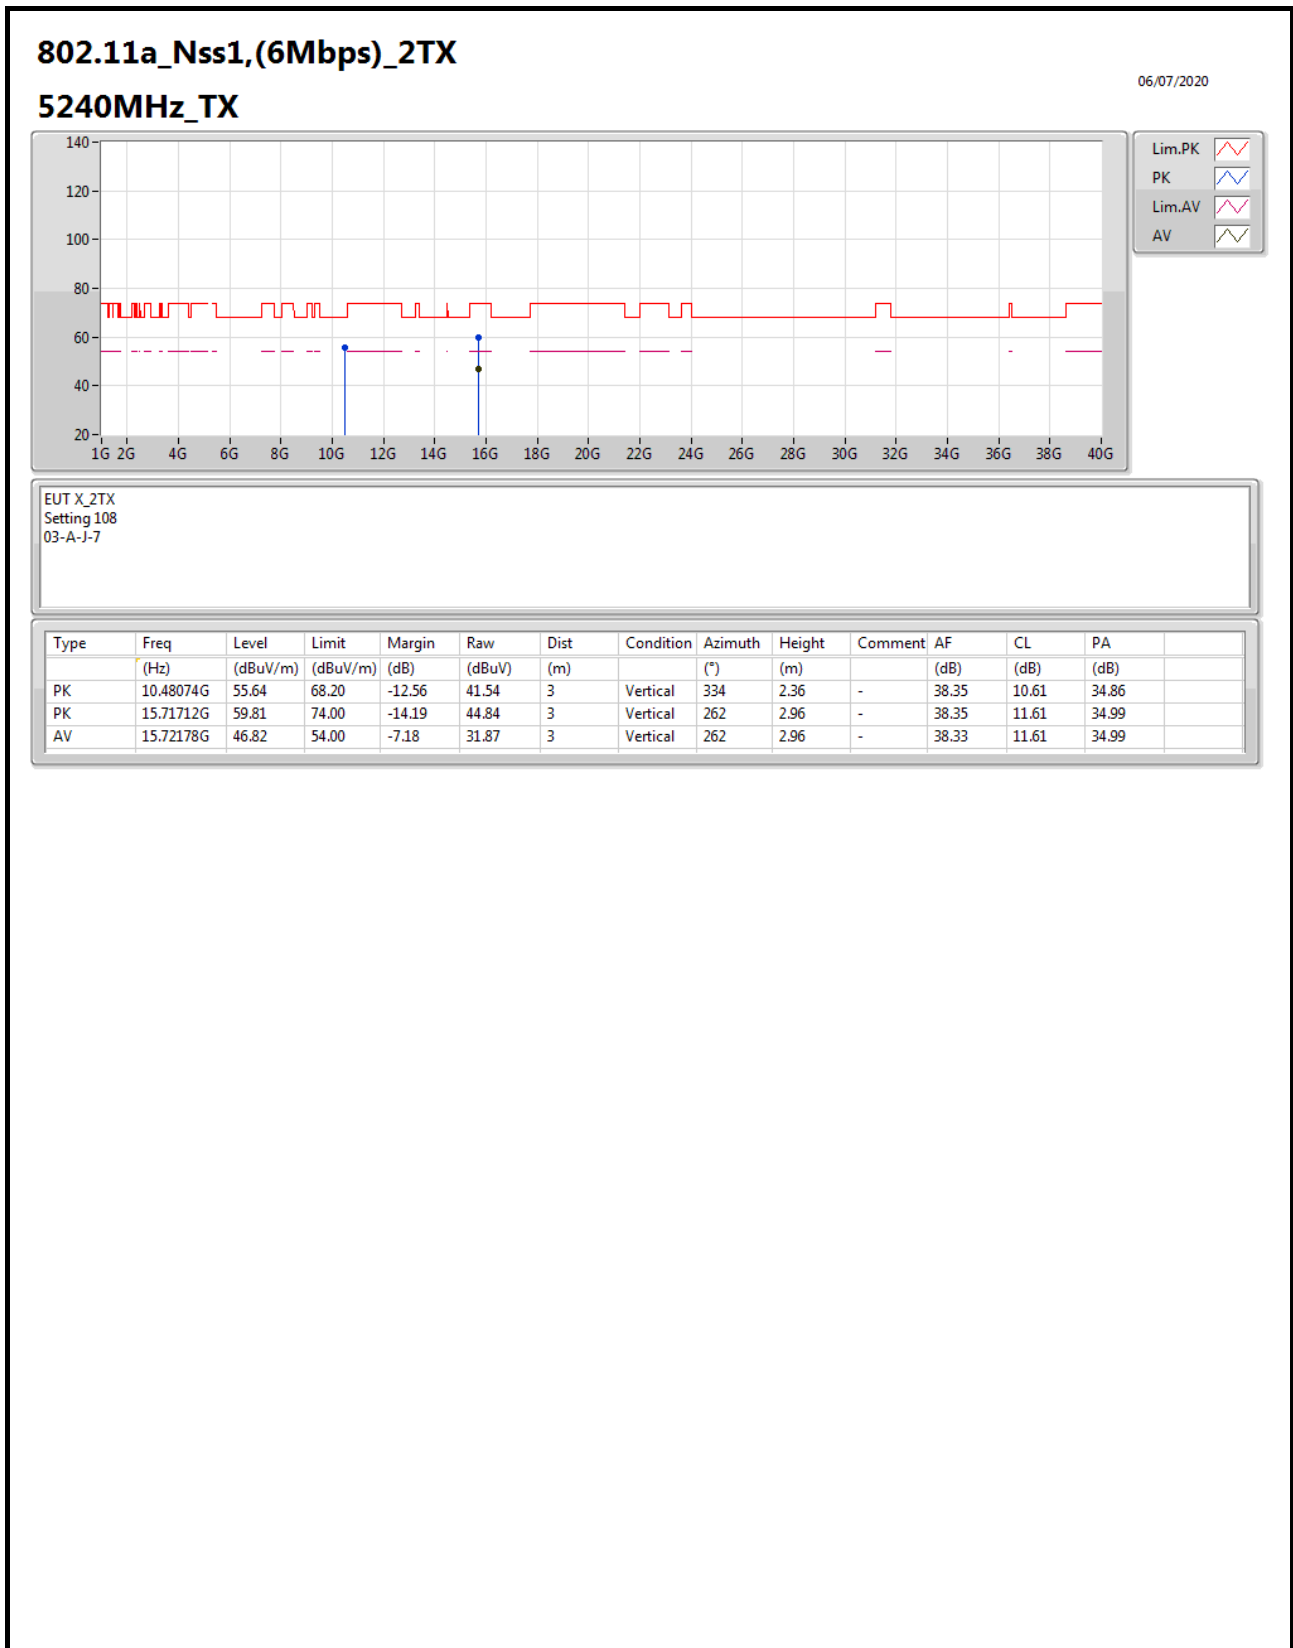 802.11a_Nss1,(6Mbps)_2TX
06/07/2020
5240MHz_TX
140
120
100
80
60
40
20
1G 2G 4G 6G 8G 10G 12G 14G 16G 18G 20G 22G 24G 26G 28G 30G 32G 34G 36G 38G 40G
Lim.PK
PK
Lim.AV
AV
EUT X_2TX
Setting 108
03-A-J-7
Type Freq Level Limit Margin Raw Dist Condition Azimuth Height Comment AF CL PA
(Hz) (dBuV/m) (dBuV/m) (dB) (dBuV) (m) (°) (m) (dB) (dB) (dB)
PK 10.48074G 55.64 68.20 -12.56 41.54 3 Vertical 334 2.36 - 38.35 10.61 34.86
PK 15.71712G 59.81 74.00 -14.19 44.84 3 Vertical 262 2.96 - 38.35 11.61 34.99
AV 15.72178G 46.82 54.00 -7.18 31.87 3 Vertical 262 2.96 - 38.33 11.61 34.99